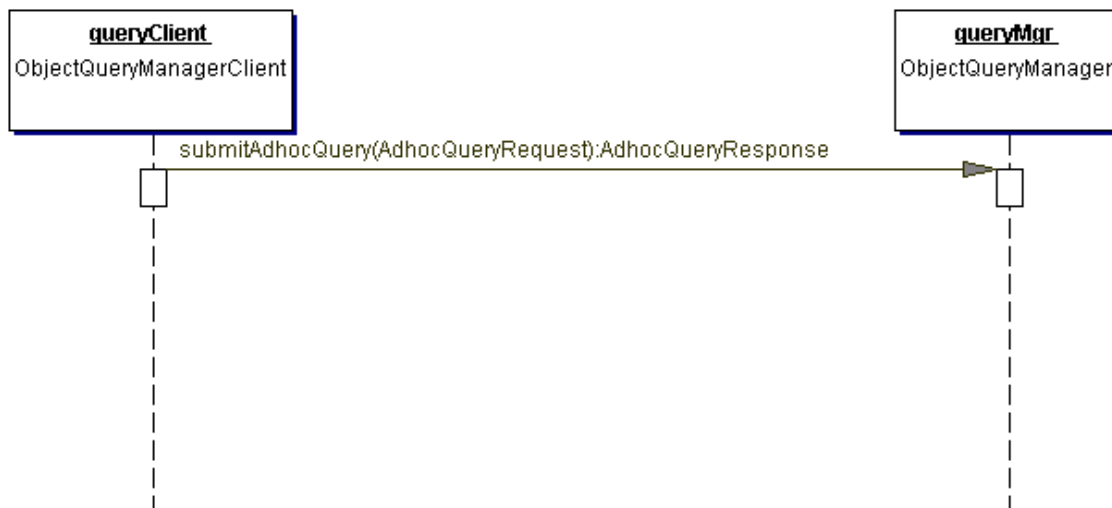 queryClient
ObjectQueryManagerClient
queryMgr
ObjectQueryManager
submitAdhocQuery(AdhocQueryRequest):AdhocQueryResponse